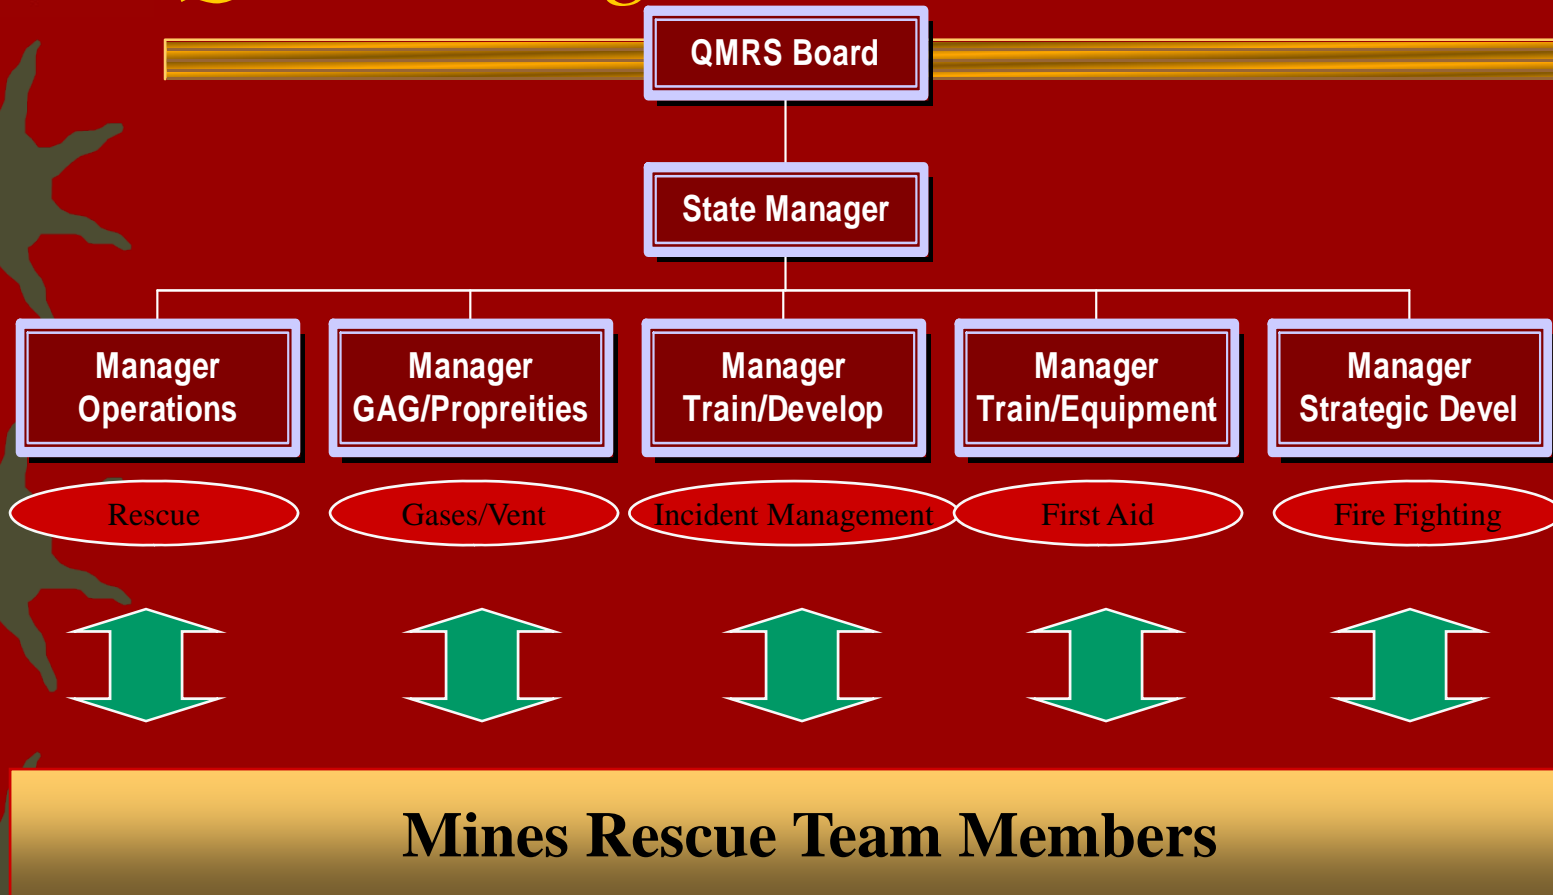 QMRS Board
State Manager
Manager
Operations
Manager
GAG/Propreities
Manager
Train/Develop
Manager
Train/Equipment
Manager
Strategic Devel
Rescue
Gases/Vent
Incident Management
First Aid
Fire Fighting
Mines Rescue Team Members